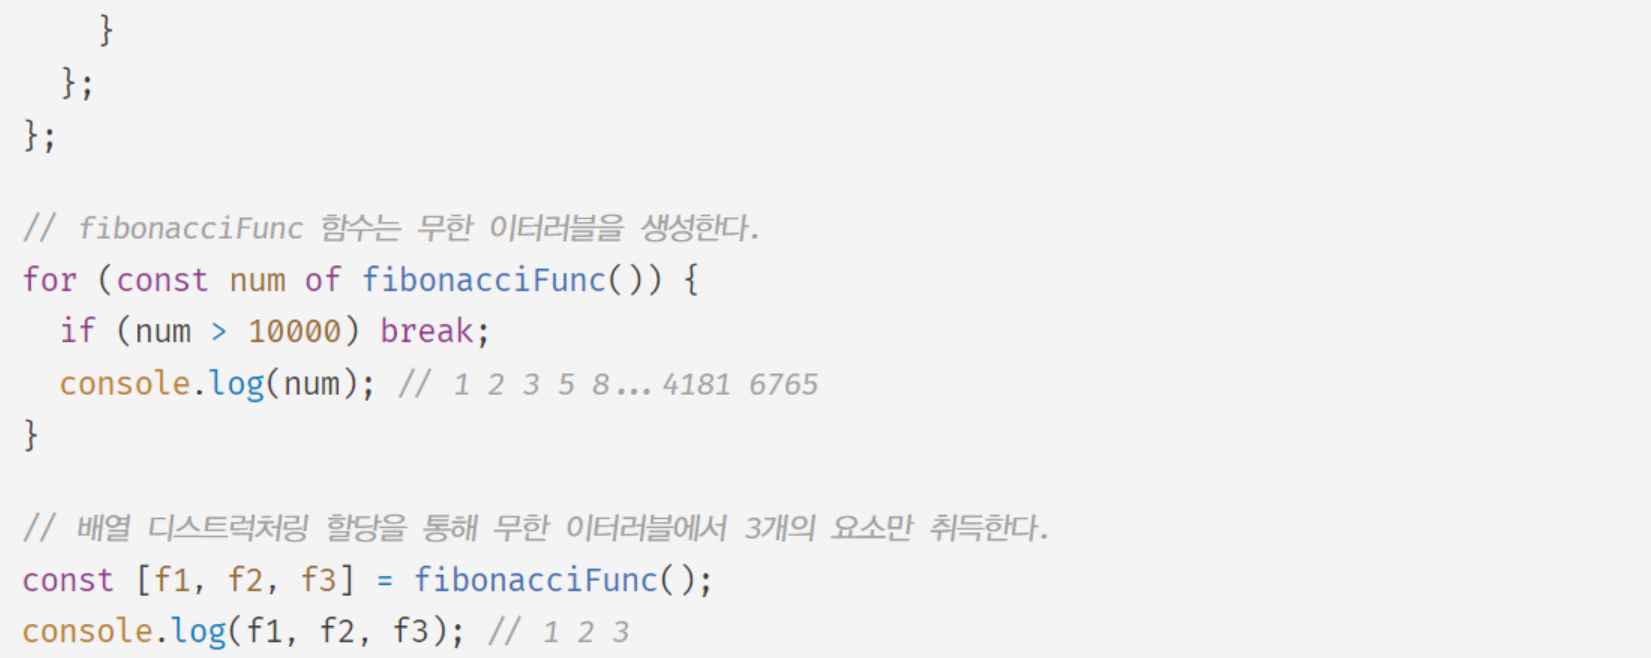 }
  };
};

// fibonacciFunc 함수는 무한 이터러블을 생성한다.
for (const num of fibonacciFunc()) {
  if (num > 10000) break;
  console.log(num); // 1 2 3 5 8...4181 6765
}

// 배열 디스트럭처링 할당을 통해 무한 이터러블에서 3개의 요소만 취득한다.
const [f1, f2, f3] = fibonacciFunc();
console.log(f1, f2, f3); // 1 2 3